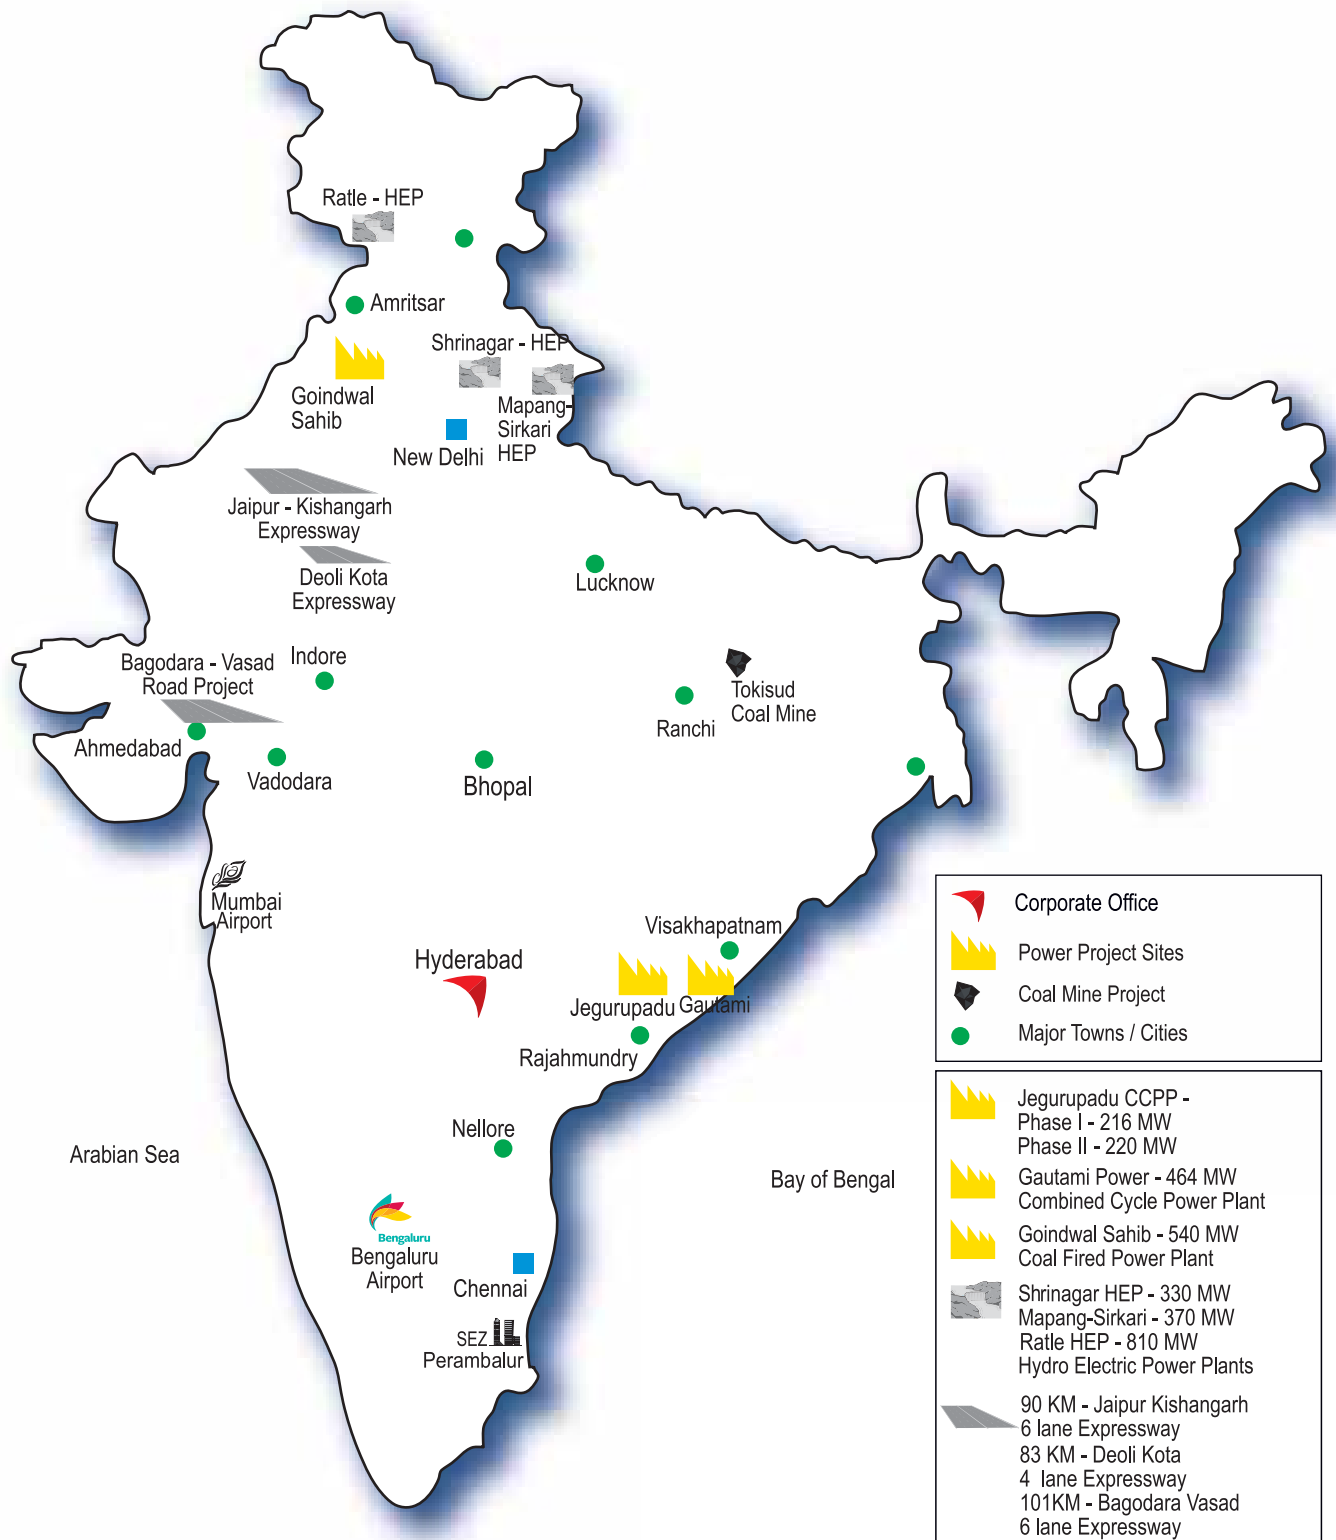 Ratle - HEP
Amritsar
Shrinagar - HEP
Goindwal
Sahib
Mapang-
Sirkari
HEP
New Delhi
Jaipur - Kishangarh
Expressway
Deoli Kota
Expressway
Lucknow
Indore
Bagodara - Vasad
Road Project
Tokisud
Coal Mine
Ranchi
Ahmedabad
Vadodara
Bhopal
Mumbai
Airport
Visakhapatnam
Hyderabad
Jegurupadu
Gautami
Rajahmundry
Nellore
Arabian Sea
Bay of Bengal
Bengaluru
Bengaluru
Airport
Chennai
SEZ
Perambalur
Corporate Office
Power Project Sites
Coal Mine Project
Major Towns / Cities
Jegurupadu CCPP -
Phase I - 216 MW
Phase II - 220 MW
Gautami Power - 464 MW
Combined Cycle Power Plant
Goindwal Sahib - 540 MW
Coal Fired Power Plant
Shrinagar HEP - 330 MW
Mapang-Sirkari - 370 MW
Ratle HEP - 810 MW
Hydro Electric Power Plants
90 KM - Jaipur Kishangarh
6 lane Expressway
83 KM - Deoli Kota
4 lane Expressway
101KM - Bagodara Vasad
6 lane Expressway